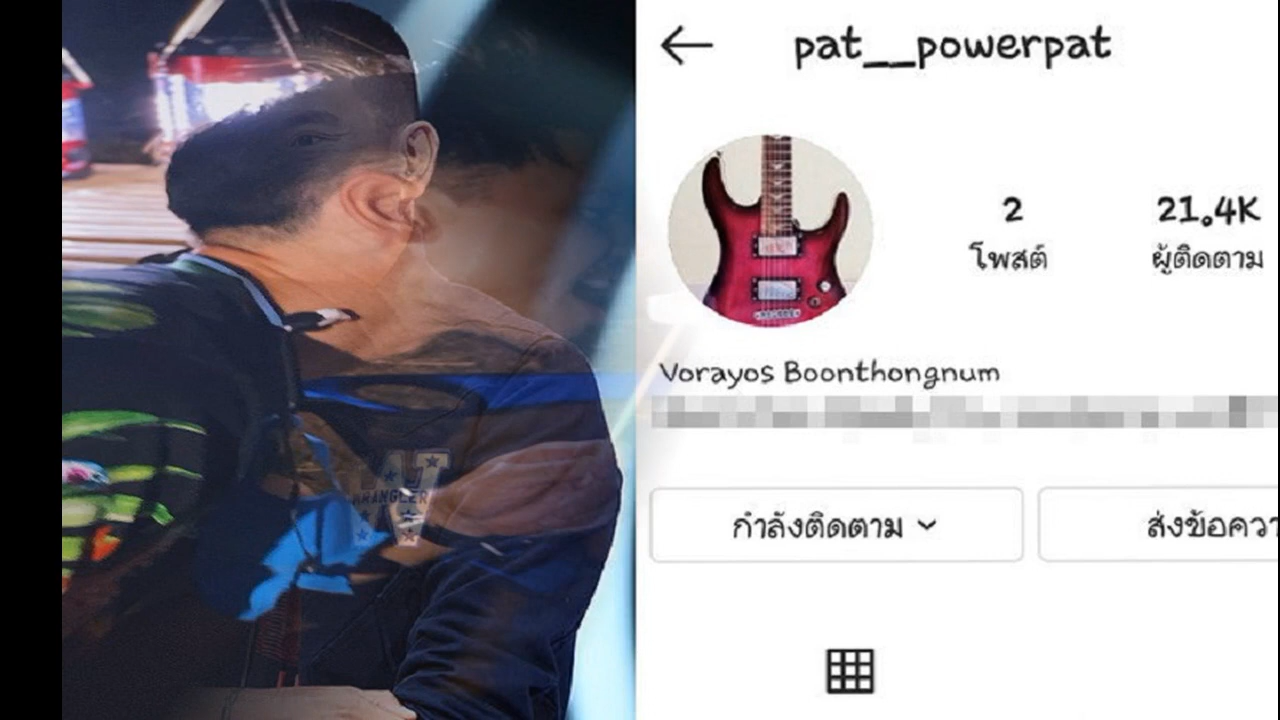 pat__powerpat
2
21.4K
โพสต์
ผู้ติดตาม
Vorayos Boonthongnum
กำลังติดตาม
ส่งข้อควา
WRANGLER